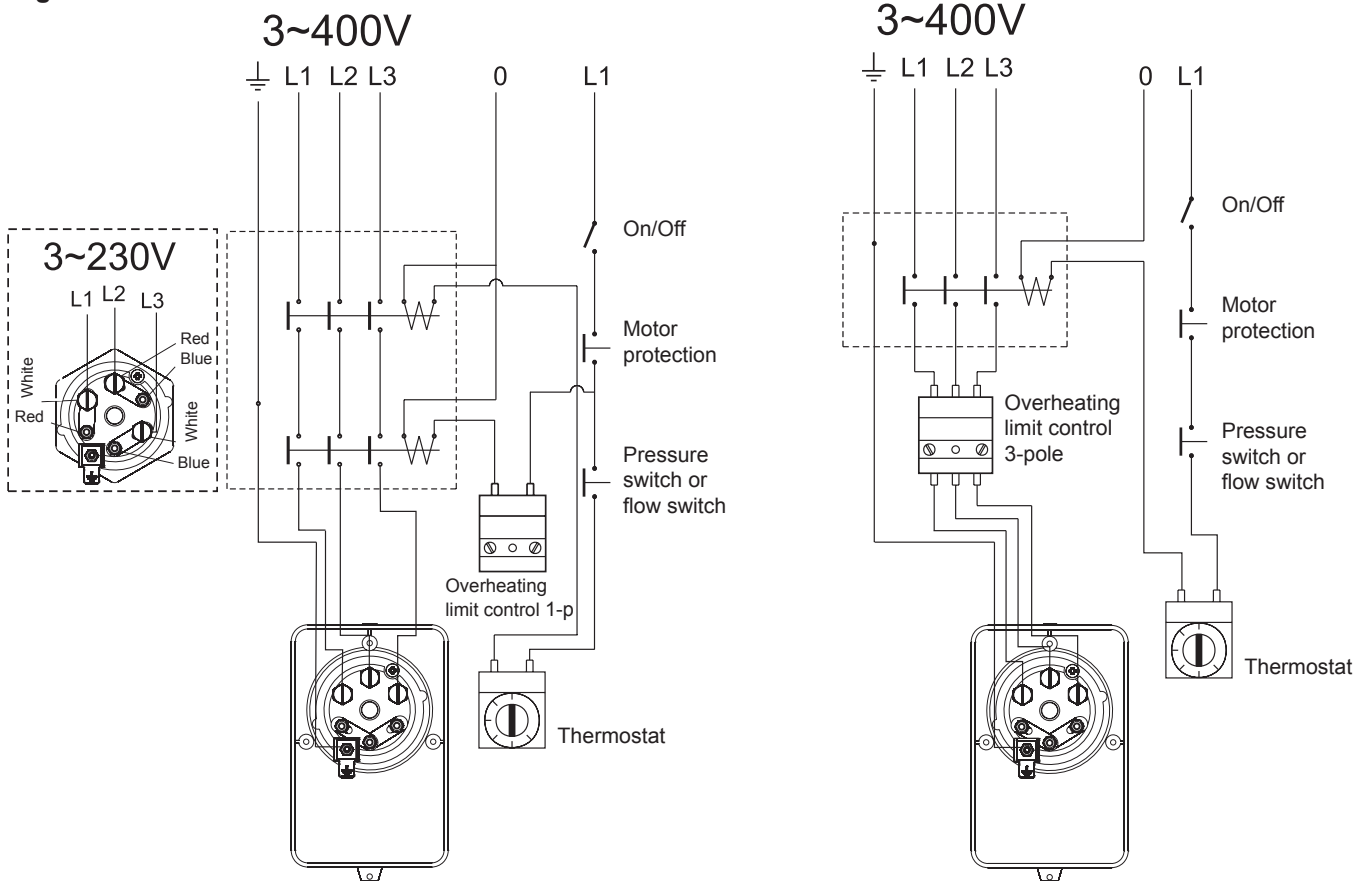 3~400V
L1 L2 L3 0 L1
On/Off
Motor
protection
Pressure
switch or
flow switch
Overheating
limit control 1-p
Thermostat
3~230V
L1 L2 L3
Red
Blue
White
Red
White
Blue
3~400V
L1 L2 L3 0 L1
On/Off
Motor
protection
Overheating
limit control
3-pole
Pressure
switch or
flow switch
Thermostat